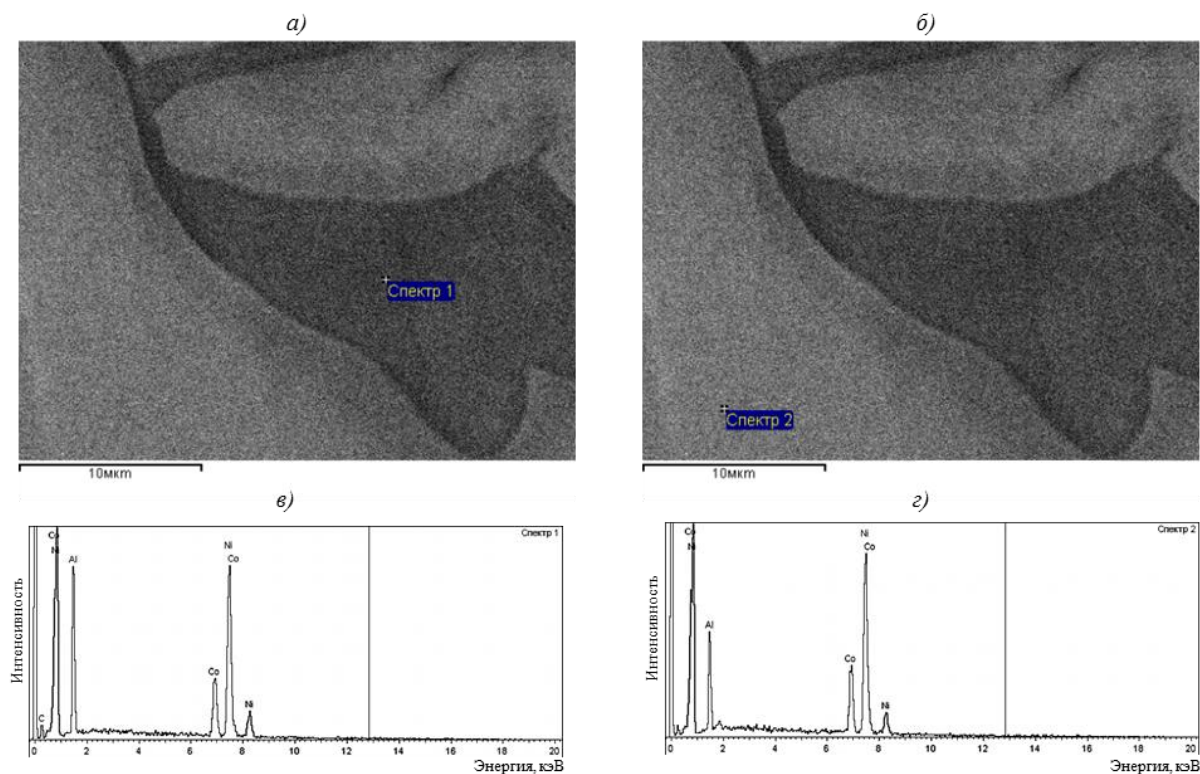 а)
Спектр 1
10мкm
б)
Спектр 2
10мкm
в)
Спектр 1
Интенсивность
C
Co
Ni
Al
Co
Ni
Co
Ni
0 2 4 6 8 10 12 14 16 18 20
Энергия, кэВ
г)
Спектр 2
Интенсивность
Co
Ni
Al
Co
Ni
Co
Ni
0 2 4 6 8 10 12 14 16 18 20
Энергия, кэВ